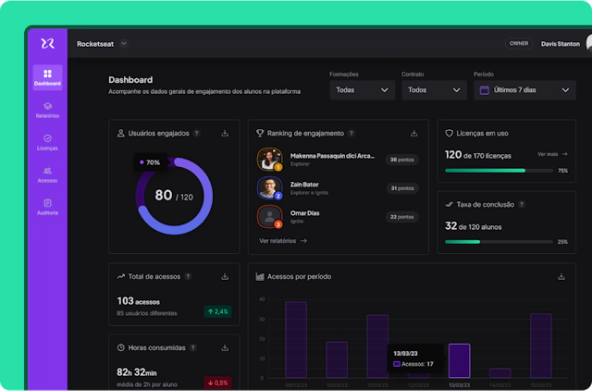 Rocketseat
OWNER
Davis Stanton
Dashboard
Relatórios
Licenças
Acessos
Auditoria
Dashboard
Acompanhe os dados gerais de engajamento dos alunos na plataforma
Formações
Todas
Contrato
Todos
Período
Últimos 7 dias
Usuários engajados ?
70%
80 / 120
Ranking de engajamento ?
Makenna Passaquin dici Arca...
Explorer
36 pontos
1
Zain Bator
Explorer e Ignite
31 pontos
2
Omar Dias
Ignite
22 pontos
3
Ver relatórios →
Licenças em uso
120 de 170 licenças
Ver mais →
75%
Taxa de conclusão ?
32 de 120 alunos
25%
Total de acessos ?
103 acessos
85 usuários diferentes
↑ 2,4%
Horas consumidas ?
82h 32min
média de 2h por aluno
↓ 0,5%
Acessos por período
40
30
20
10
0
13/03/23
Acessos: 17